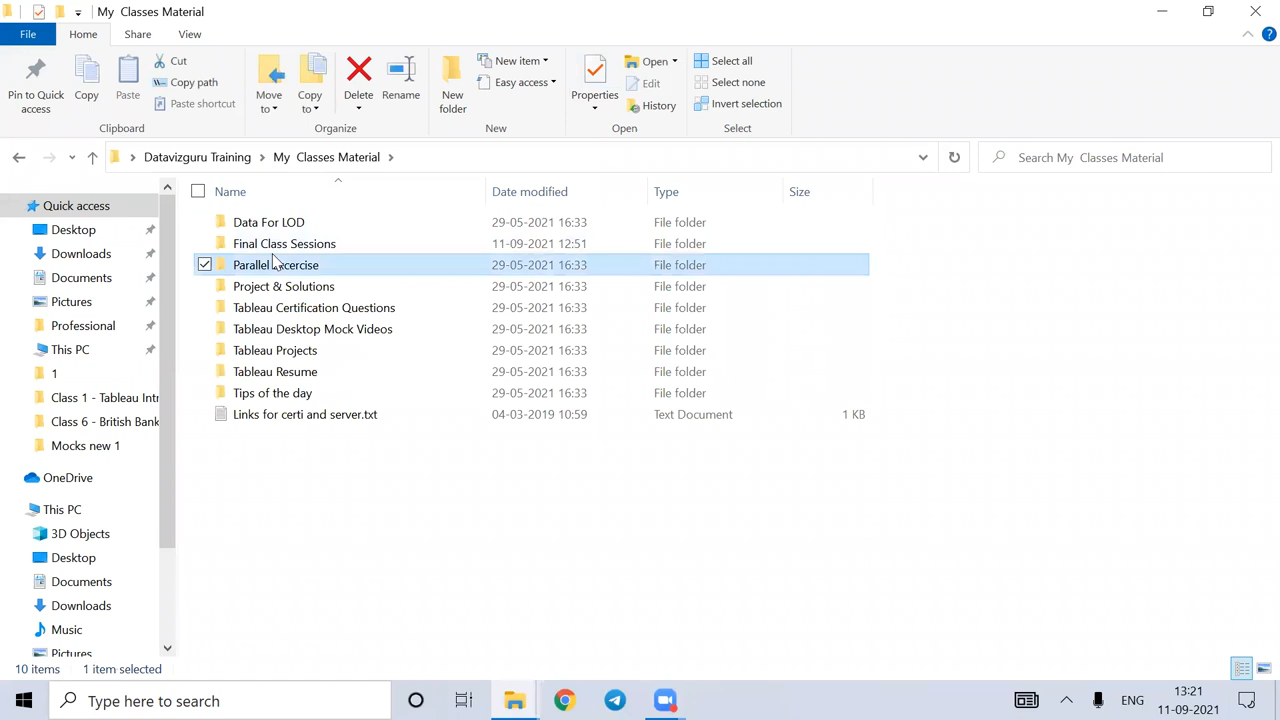 My Classes Material
File Home Share View
Pin to Quick access
Copy
Paste
Cut
Copy path
Paste shortcut
Clipboard
Move to
Copy to
Delete
Rename
Organize
New folder
New item
Easy access
New
Properties
Open
Edit
History
Open
Select all
Select none
Invert selection
Select
Datavizguru Training > My Classes Material >
Search My Classes Material
Name Date modified Type Size
Data For LOD 29-05-2021 16:33 File folder
Final Class Sessions 11-09-2021 12:51 File folder
Parallel 29-05-2021 16:33 File folder
Project & Solutions 29-05-2021 16:33 File folder
Tableau Certification Questions 29-05-2021 16:33 File folder
Tableau Desktop Mock Videos 29-05-2021 16:33 File folder
Tableau Projects 29-05-2021 16:33 File folder
Tableau Resume 29-05-2021 16:33 File folder
Tips of the day 29-05-2021 16:33 File folder
Links for certi and server.txt 04-03-2019 10:59 Text Document 1 KB
Quick access
Desktop
Downloads
Documents
Pictures
Professional
This PC
1
Class 1 - Tableau Int
Class 6 - British Bank
Mocks new 1
OneDrive
This PC
3D Objects
Desktop
Documents
Downloads
Music
Pictures
10 items 1 item selected
Type here to search
ENG
13:21
11-09-2021